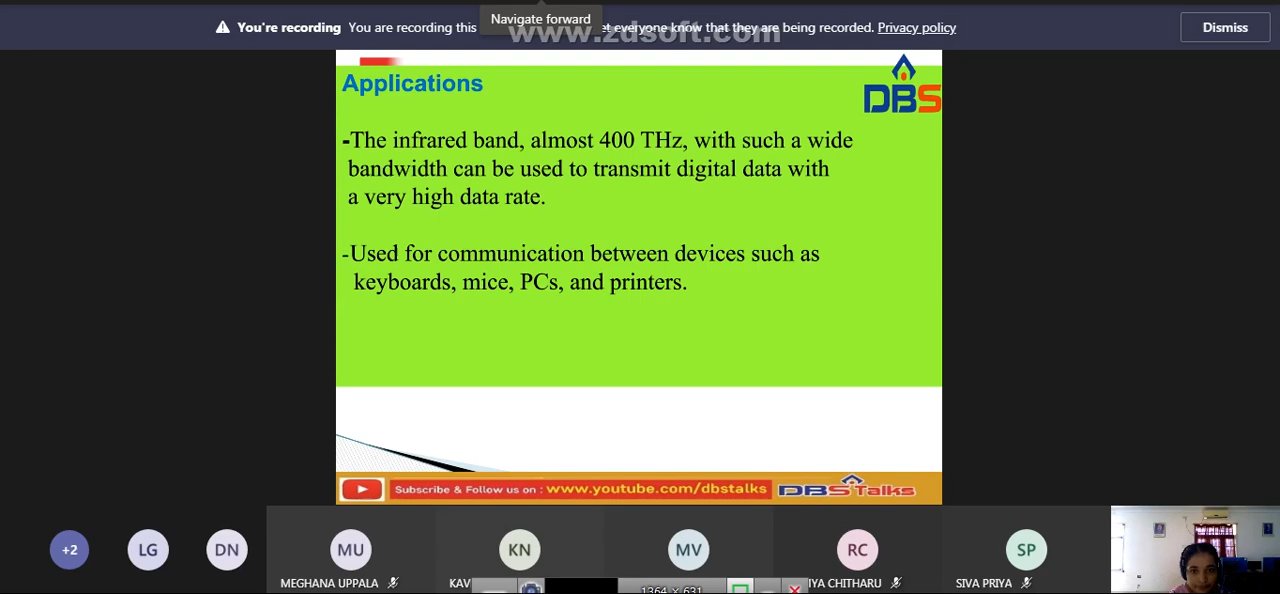 Navigate forward
You're recording You are recording this et everyone know that they are being recorded. Privacy policy
Dismiss
www.zdsoft.com
Applications
DBS
-The infrared band, almost 400 THz, with such a wide
bandwidth can be used to transmit digital data with
a very high data rate.
-Used for communication between devices such as
keyboards, mice, PCs, and printers.
Subscribe & Follow us on : www.youtube.com/dbstalks DBS Talks
+2 LG DN MU KN MV RC SP
MEGHANA UPPALA KAV IYA CHITHARU SIVA PRIYA
1364 × 631